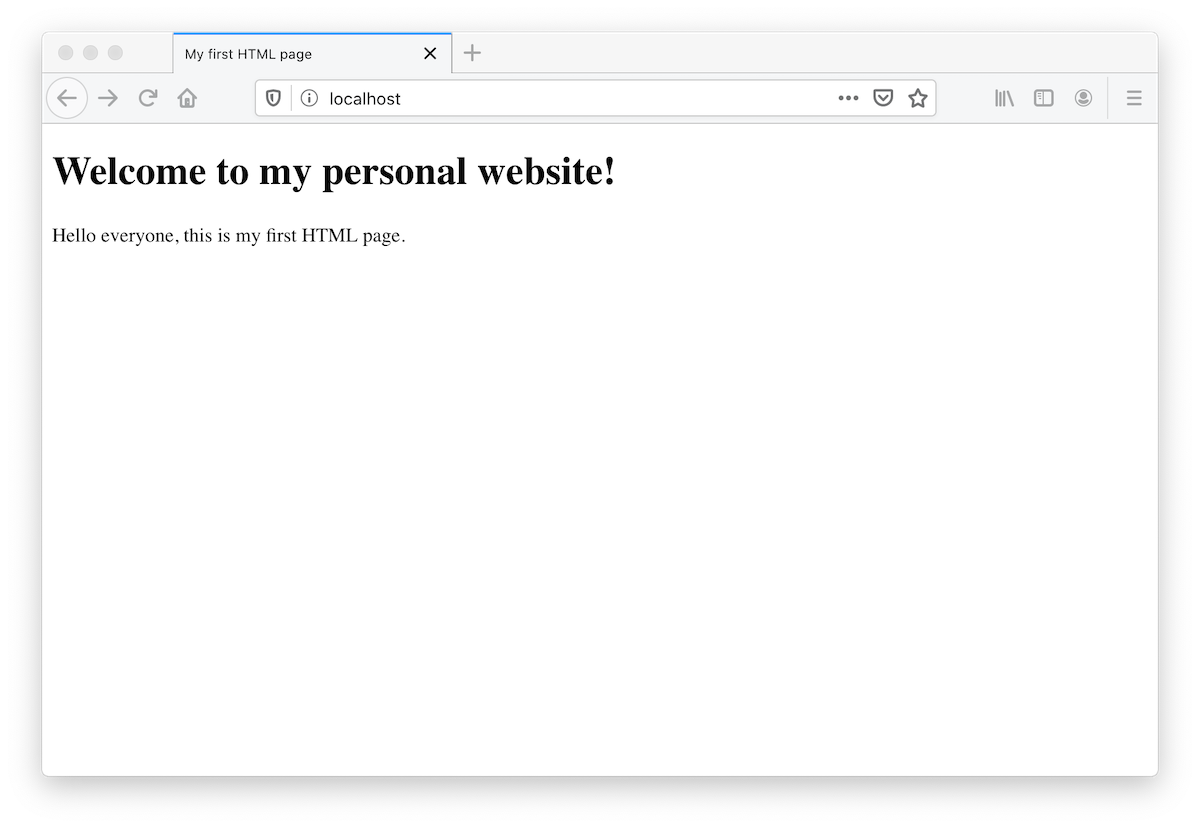 My first HTML page
localhost
Welcome to my personal website!
Hello everyone, this is my first HTML page.